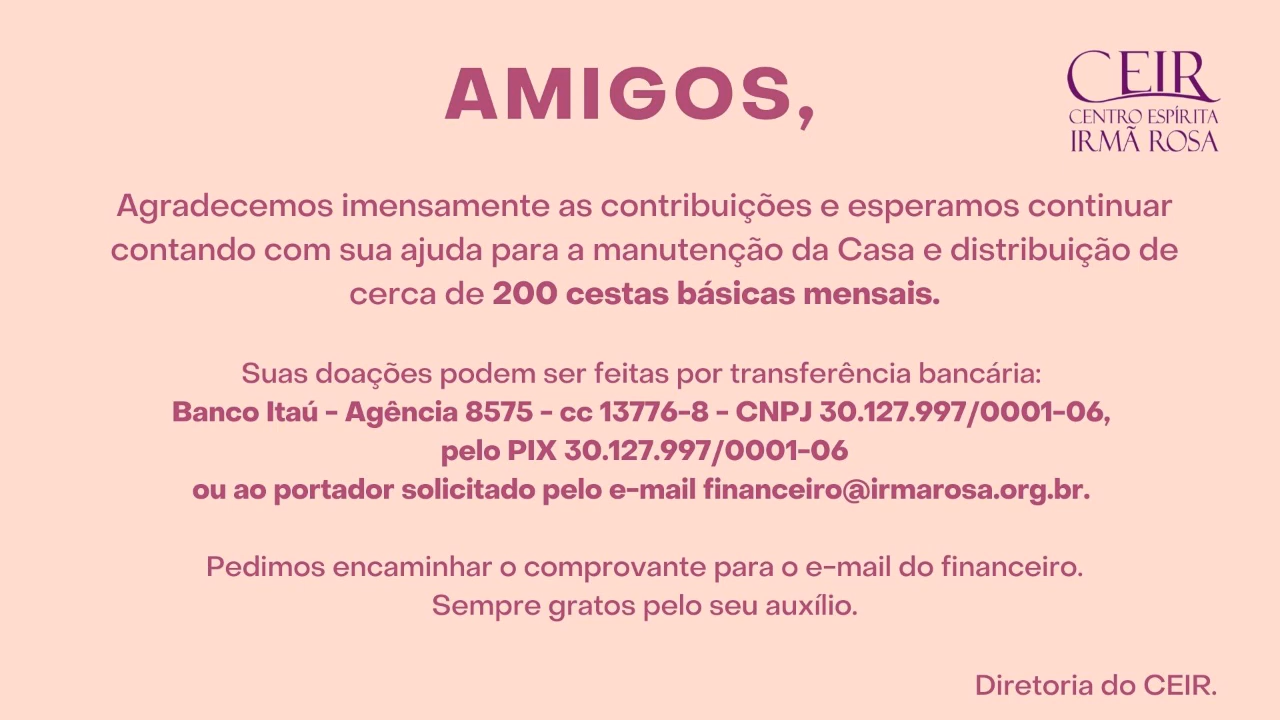 AMIGOS,
CEIR
CENTRO ESPÍRITA
IRMÃ ROSA
Agradecemos imensamente as contribuições e esperamos continuar
contando com sua ajuda para a manutenção da Casa e distribuição de
cerca de 200 cestas básicas mensais.
Suas doações podem ser feitas por transferência bancária:
Banco Itaú - Agência 8575 - cc 13776-8 - CNPJ 30.127.997/0001-06,
pelo PIX 30.127.997/0001-06
ou ao portador solicitado pelo e-mail financeiro@irmarosa.org.br.
Pedimos encaminhar o comprovante para o e-mail do financeiro.
Sempre gratos pelo seu auxílio.
Diretoria do CEIR.